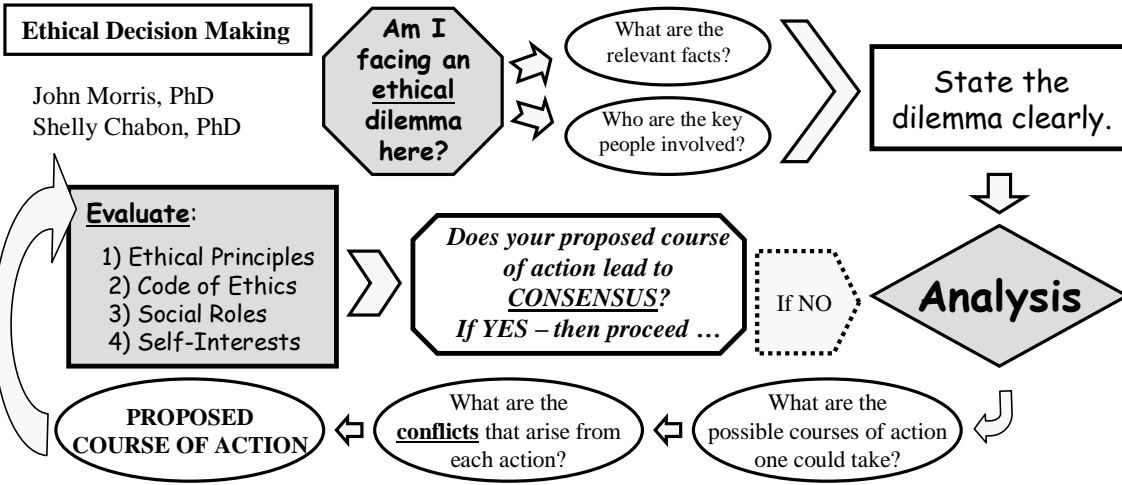 Ethical Decision Making
John Morris, PhD
Shelly Chabon, PhD
Am I
facing an
ethical
dilemma
here?
What are the
relevant facts?
Who are the key
people involved?
State the
dilemma clearly.
Analysis
What are the
possible courses of action
one could take?
What are the
conflicts that arise from
each action?
PROPOSED
COURSE OF ACTION
Evaluate:
1) Ethical Principles
2) Code of Ethics
3) Social Roles
4) Self-Interests
Does your proposed course
of action lead to
CONSENSUS?
If YES – then proceed …
If NO